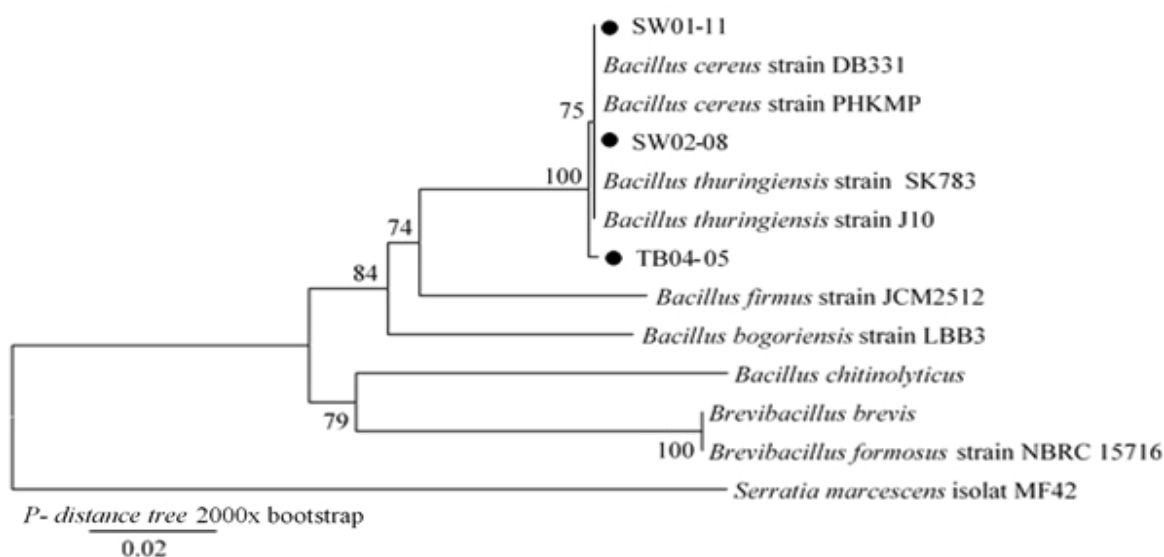 SW01-11
Bacillus cereus strain DB331
Bacillus cereus strain PHKMP
75
SW02-08
100
Bacillus thuringiensis strain SK783
Bacillus thuringiensis strain J10
74
TB04-05
84
Bacillus firmus strain JCM2512
Bacillus bogoriensis strain LBB3
Bacillus chitinolyticus
79
Brevibacillus brevis
100
Brevibacillus formosus strain NBRC 15716
Serratia marcescens isolat MF42
P- distance tree 2000x bootstrap
0.02